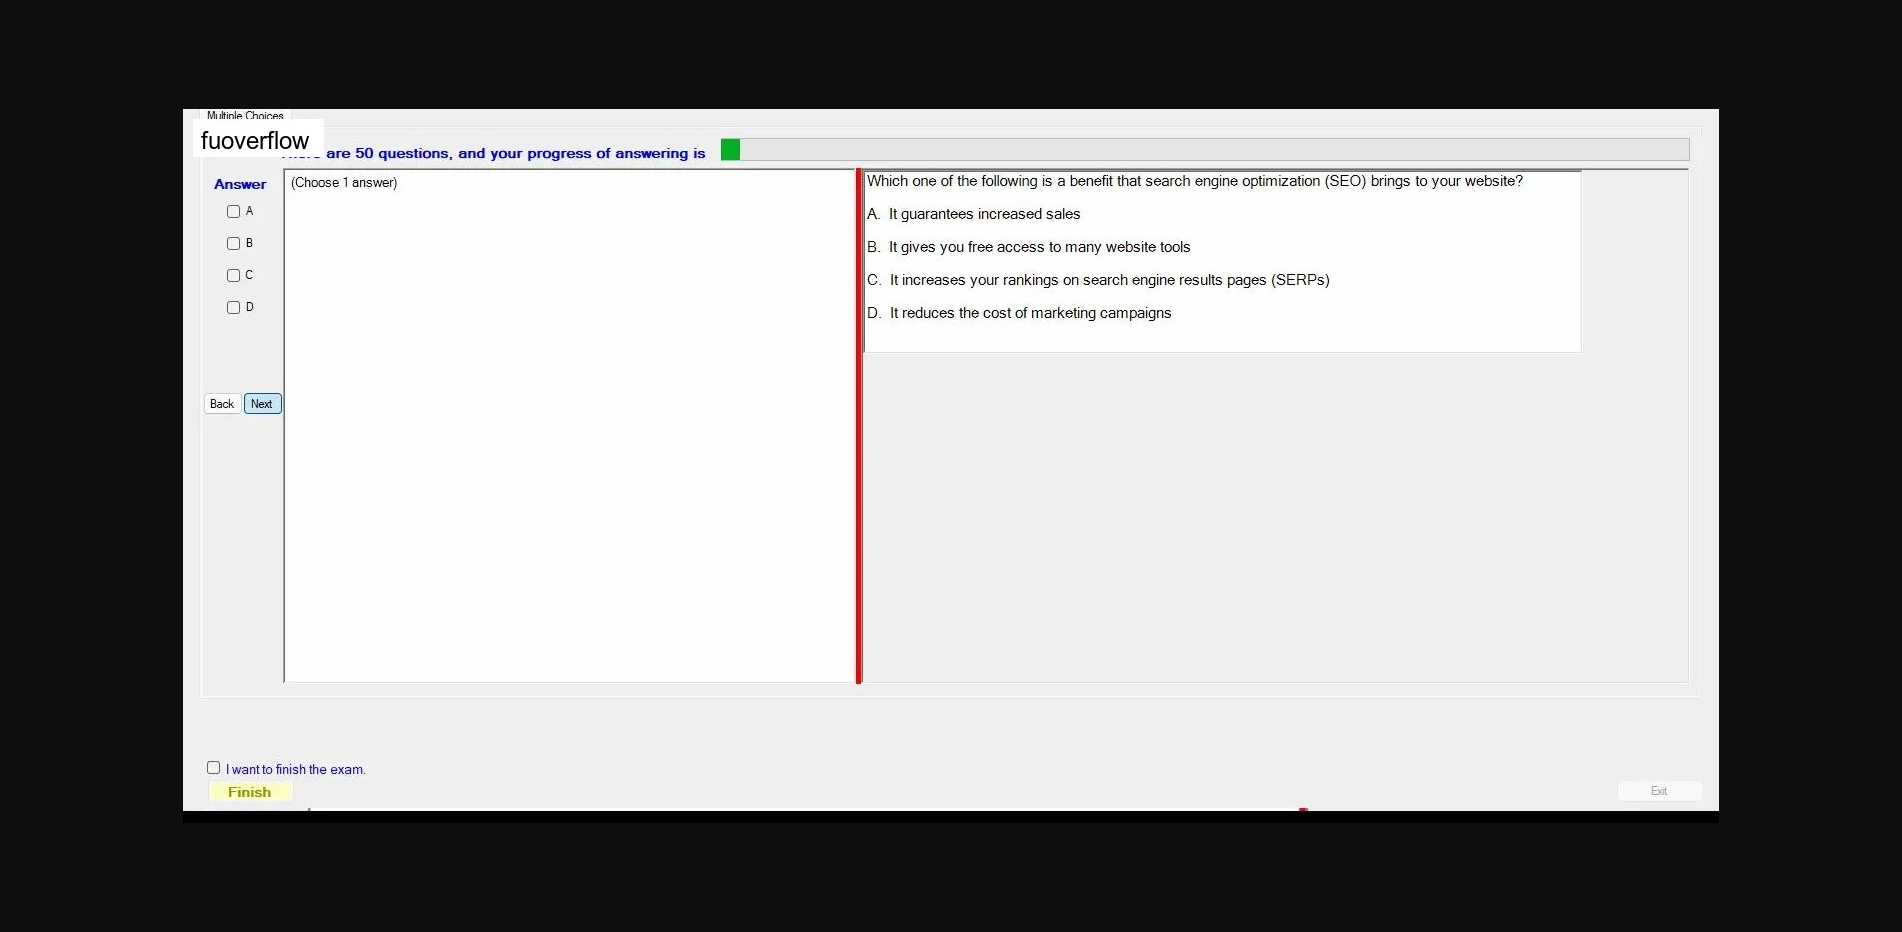 Multiple Choices
fuoverflow
are 50 questions, and your progress of answering is
Answer
(Choose 1 answer)
A
B
C
D
Back
Next
Which one of the following is a benefit that search engine optimization (SEO) brings to your website?
A. It guarantees increased sales
B. It gives you free access to many website tools
C. It increases your rankings on search engine results pages (SERPs)
D. It reduces the cost of marketing campaigns
I want to finish the exam.
Finish
Exit